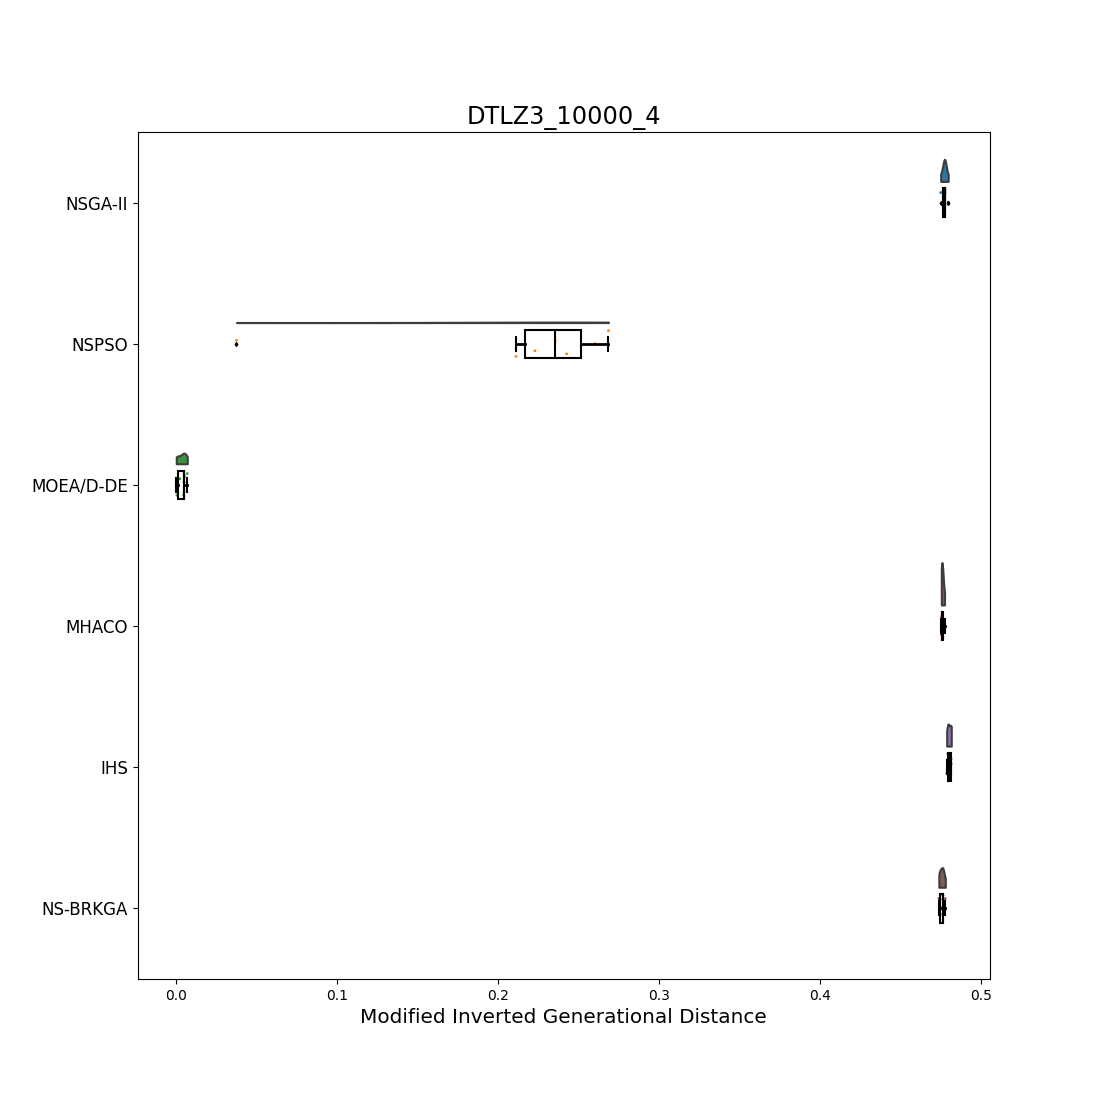 DTLZ3_10000_4
NSGA-II
NSPSO
MOEA/D-DE
MHACO
IHS
NS-BRKGA
0.0 0.1 0.2 0.3 0.4 0.5
Modified Inverted Generational Distance